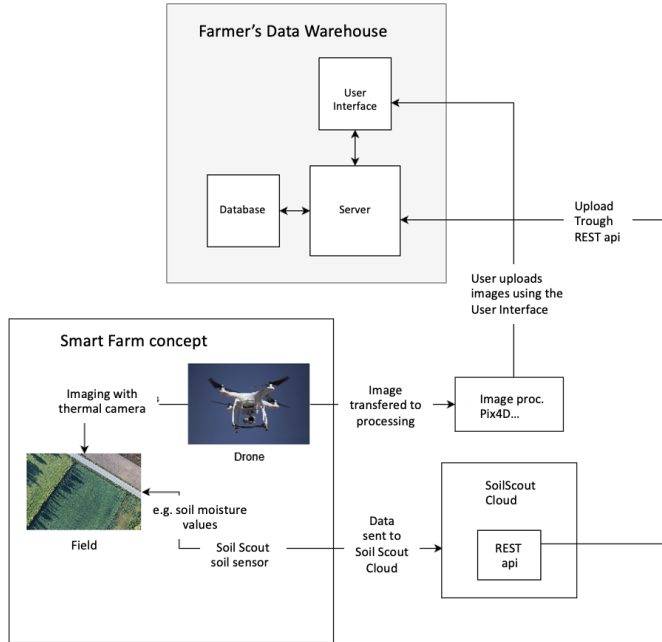 Farmer's Data Warehouse
User
Interface
Database
Server
Upload
Trough
REST api
User uploads
images using the
User Interface
Smart Farm concept
Imaging with
thermal camera
Drone
Image
transfered to
processing
Image proc.
Pix4D...
Field
e.g. soil moisture
values
Soil Scout
soil sensor
Data
sent to
Soil Scout
Cloud
SoilScout
Cloud
REST
api